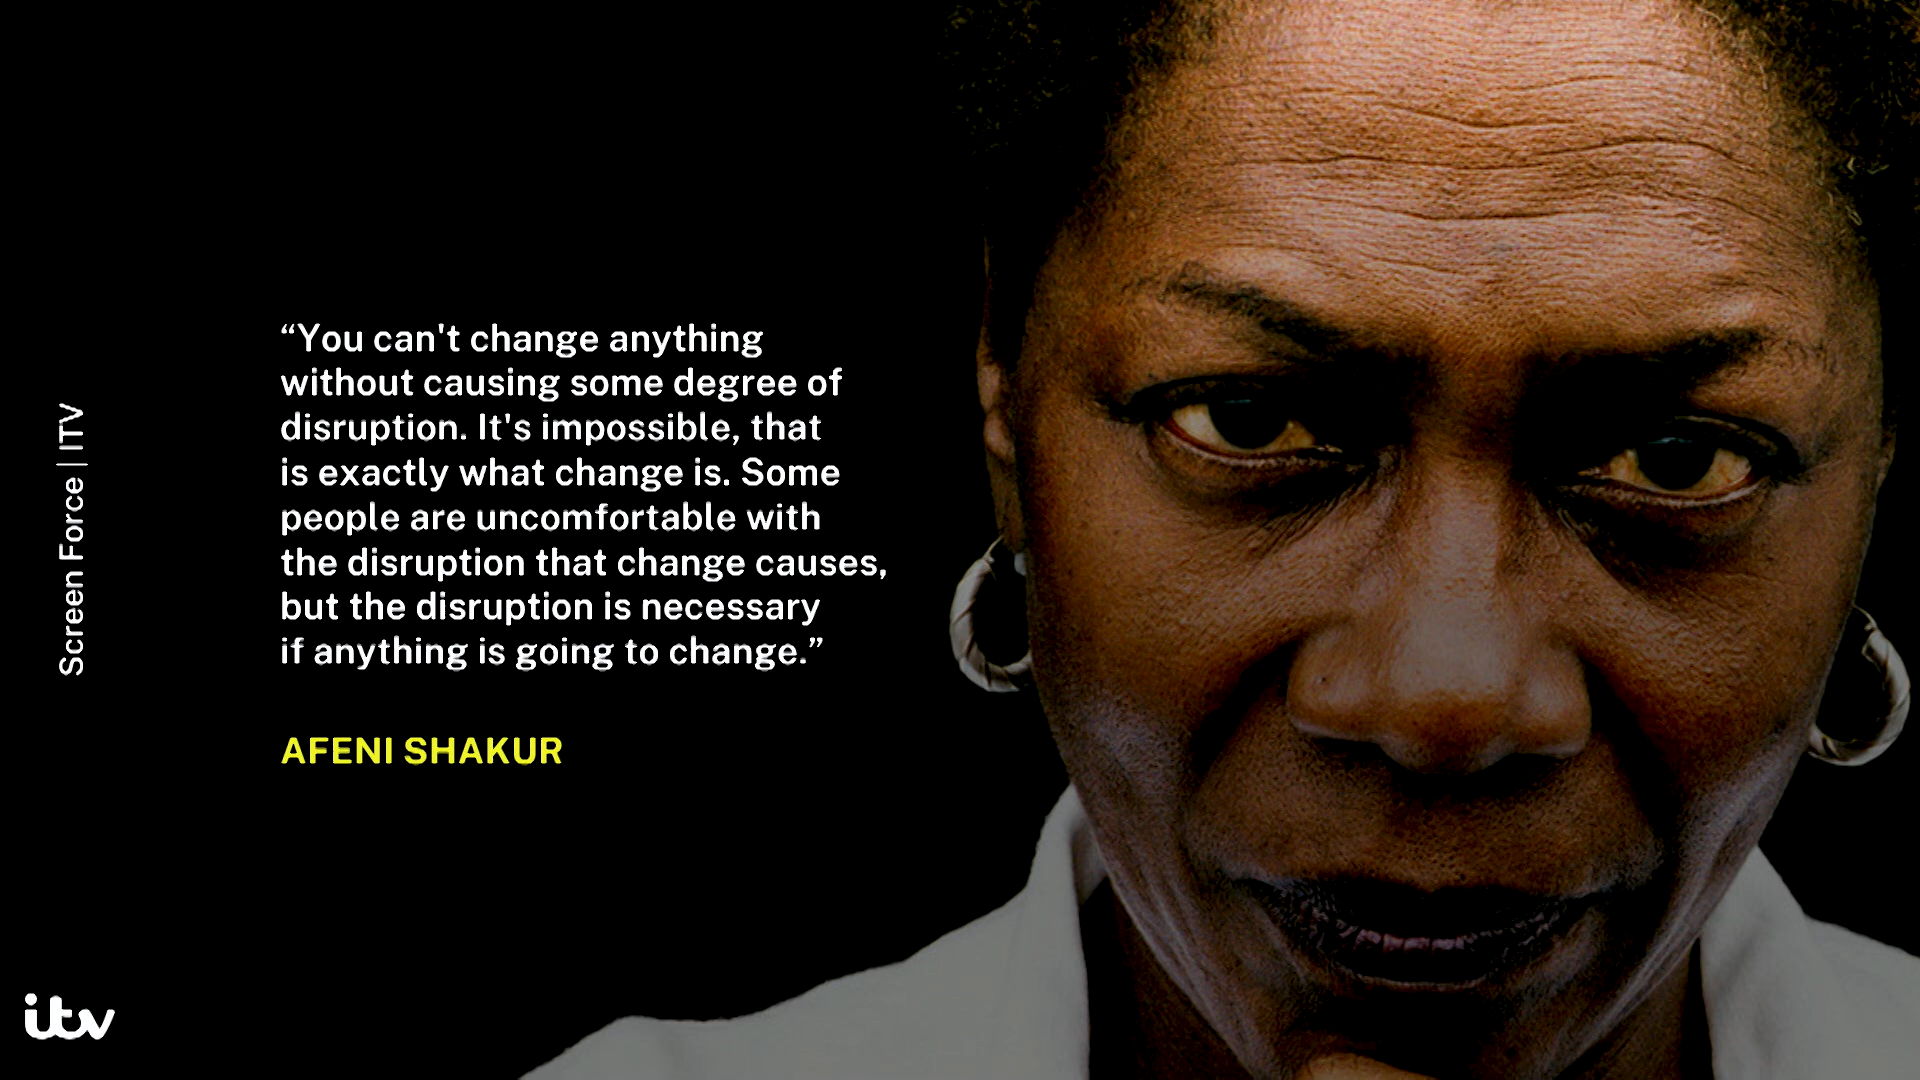 Screen Force | ITV
“You can't change anything
without causing some degree of
disruption. It's impossible, that
is exactly what change is. Some
people are uncomfortable with
the disruption that change causes,
but the disruption is necessary
if anything is going to change.”
AFENI SHAKUR
itv